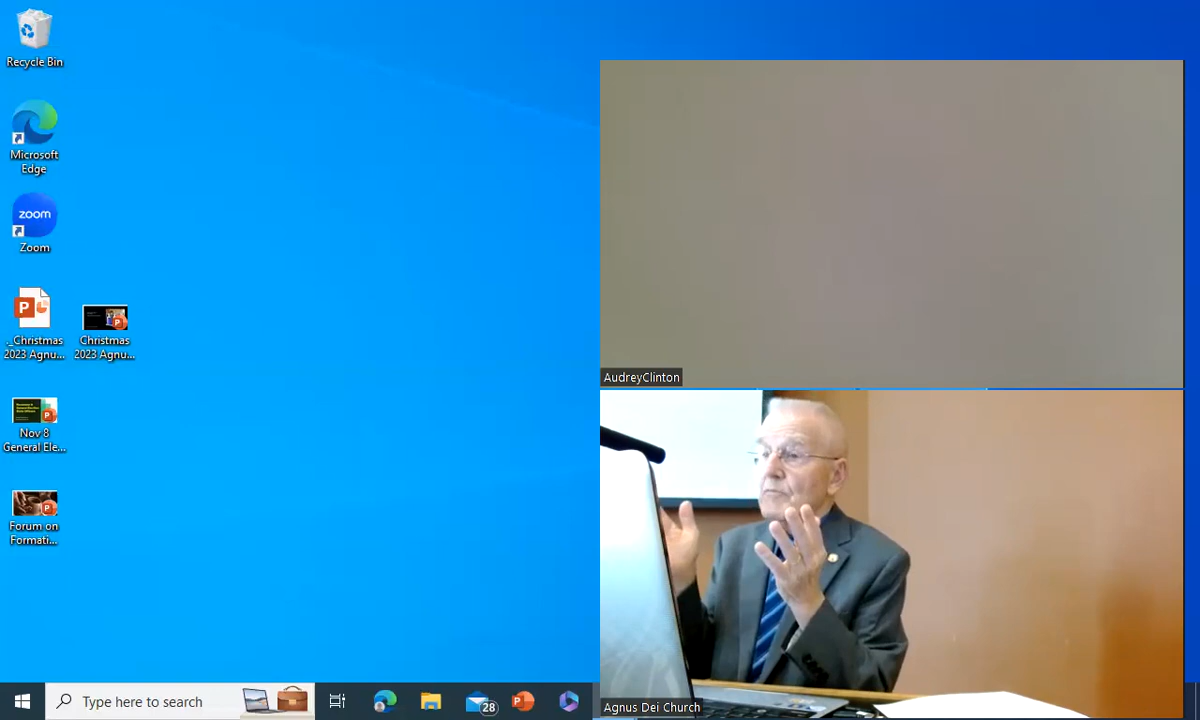 Recycle Bin
Microsoft
Edge
zoom
Zoom
._Christmas
2023 Agnu...
Christmas
2023 Agnu...
Nov 8
General Ele...
Forum on
Formati...
AudreyClinton
Agnus Dei Church
Type here to search
28